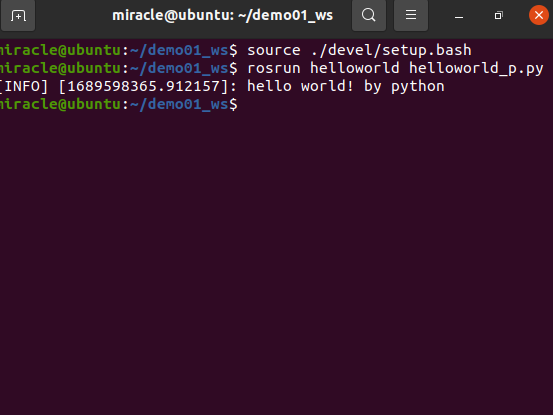 miracle@ubuntu: ~/demo01_ws
miracle@ubuntu:~/demo01_ws$ source ./devel/setup.bash
miracle@ubuntu:~/demo01_ws$ rosrun helloworld helloworld_p.py
[INFO] [1689598365.912157]: hello world! by python
miracle@ubuntu:~/demo01_ws$